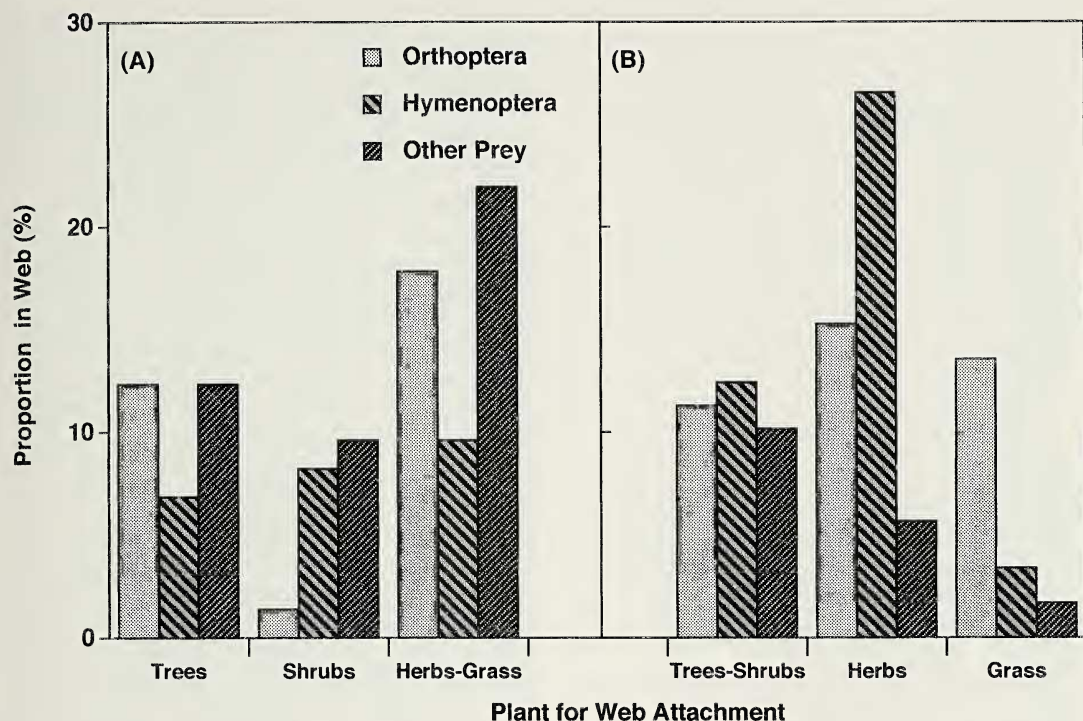 Proportion in Web (%)
30
20
10
0
(A)
Orthoptera
Hymenoptera
Other Prey
(B)
Trees
Shrubs
Herbs-Grass
Trees-Shrubs
Herbs
Grass
Plant for Web Attachment